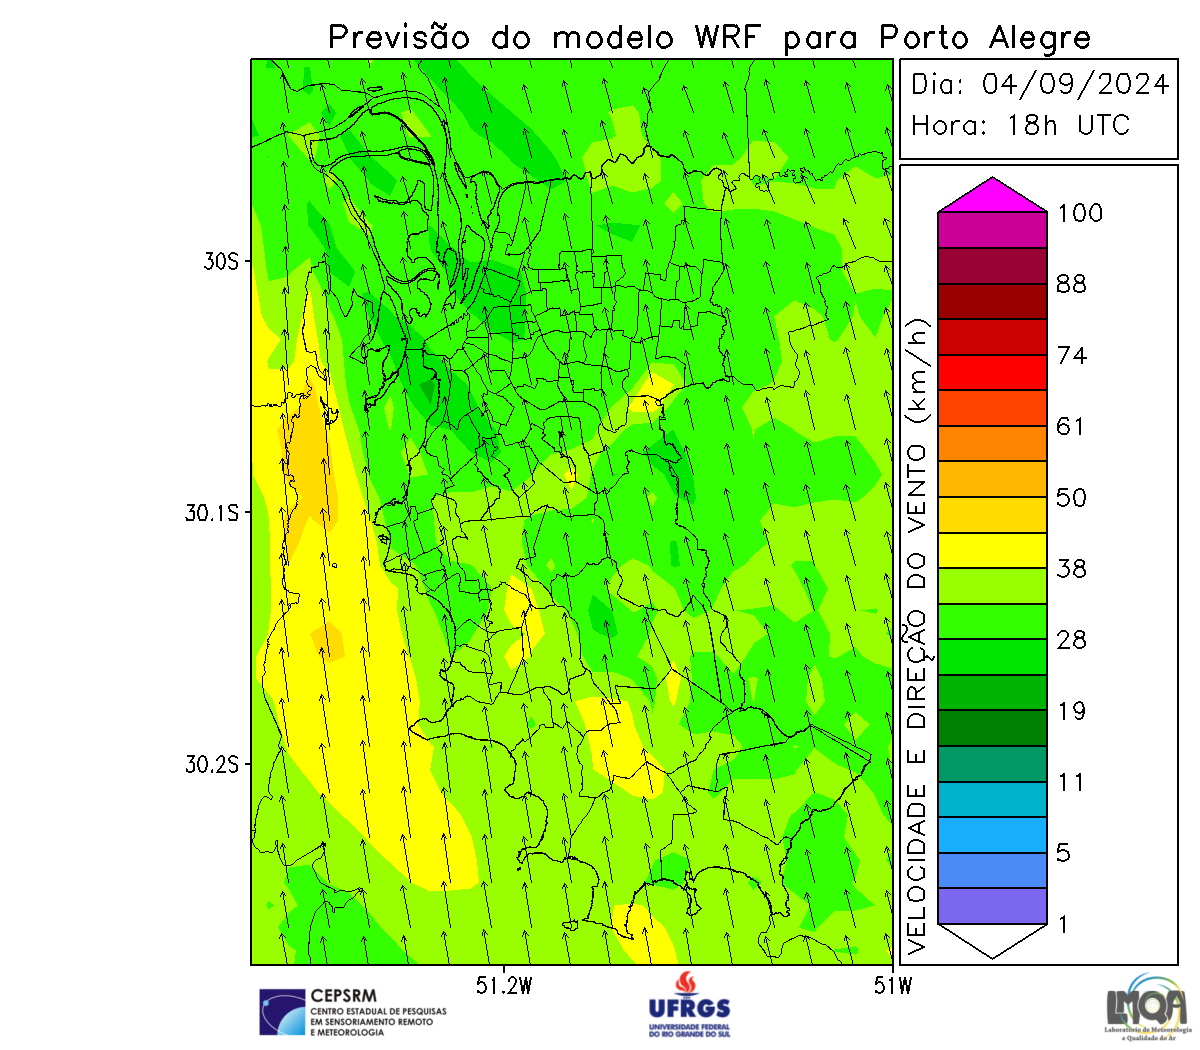 Previsão do modelo WRF para Porto Alegre
Dia: 04/09/2024
Hora: 18h UTC
30S
30.1S
30.2S
51.2W
51W
VELOCIDADE E DIREÇÃO DO VENTO (km/h)
100
88
74
61
50
38
28
19
11
5
1
CEPSRM
CENTRO ESTADUAL DE PESQUISAS
EM SENSORIAMENTO REMOTO
E METEOROLOGIA
UFRGS
UNIVERSIDADE FEDERAL
DO RIO GRANDE DO SUL
LMQA
Laboratório de Meteorologia
e Qualidade do Ar